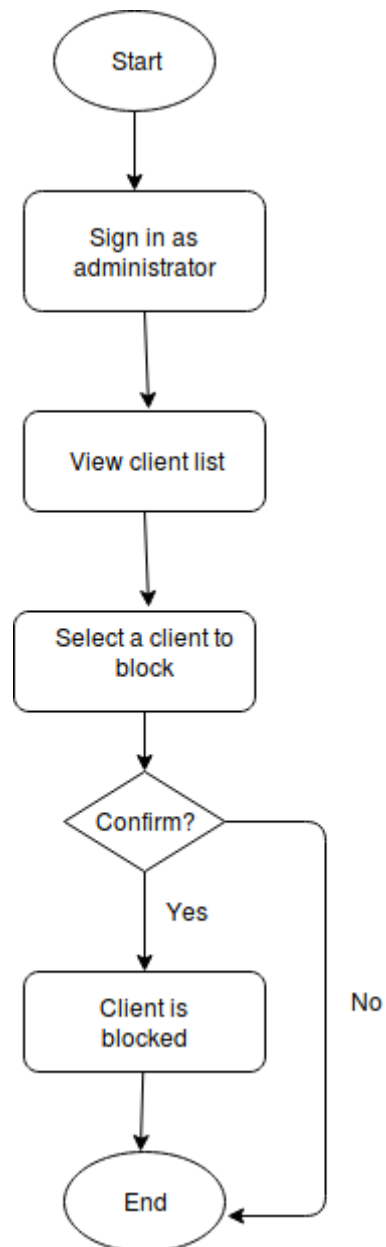 Start
Sign in as
administrator
View client list
Select a client to
block
Confirm?
Yes
Client is
blocked
No
End